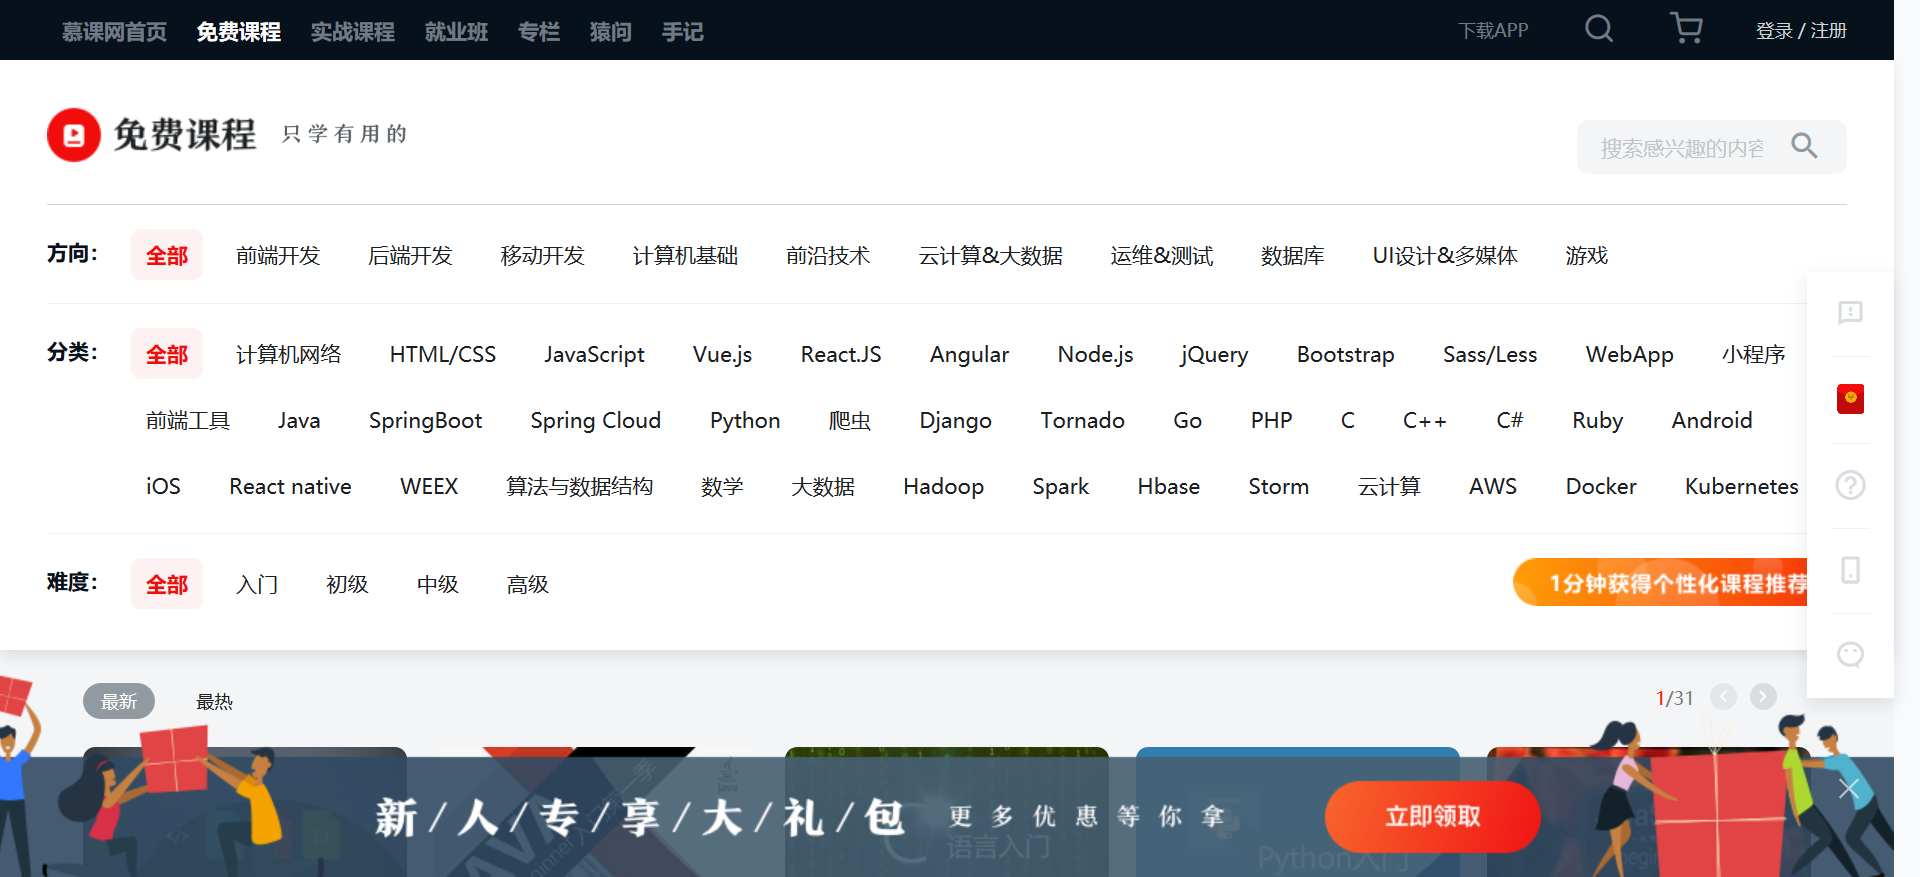 慕课网首页 免费课程 实战课程 就业班 专栏 猿问 手记 下载APP 登录 / 注册
免费课程 只学有用的 搜索感兴趣的内容
方向： 全部 前端开发 后端开发 移动开发 计算机基础 前沿技术 云计算&大数据 运维&测试 数据库 UI设计&多媒体 游戏
分类： 全部 计算机网络 HTML/CSS JavaScript Vue.js React.JS Angular Node.js jQuery Bootstrap Sass/Less WebApp 小程序
前端工具 Java SpringBoot Spring Cloud Python 爬虫 Django Tornado Go PHP C C++ C# Ruby Android
iOS React native WEEX 算法与数据结构 数学 大数据 Hadoop Spark Hbase Storm 云计算 AWS Docker Kubernetes
难度： 全部 入门 初级 中级 高级 1分钟获得个性化课程推荐
最新 最热 1/31
新/人/专/享/大/礼/包 更多优惠等你拿 立即领取
语言入门
Python入门